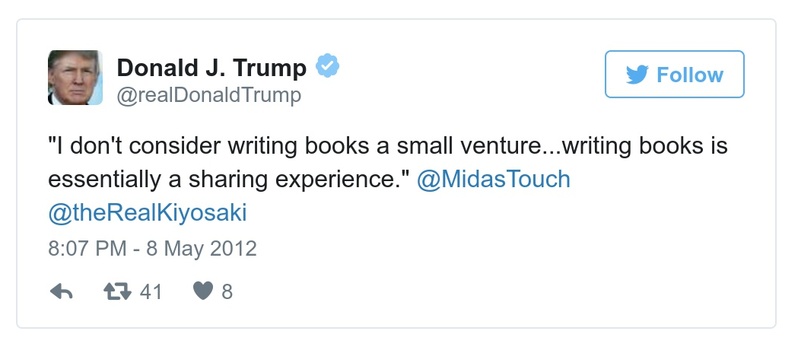 Donald J. Trump
@realDonaldTrump
Follow
"I don't consider writing books a small venture...writing books is
essentially a sharing experience." @MidasTouch
@theRealKiyosaki
8:07 PM - 8 May 2012
41 8